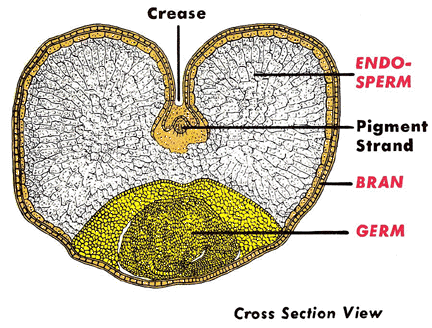 Crease
ENDO-
SPERM
Pigment
Strand
BRAN
GERM
Cross Section View